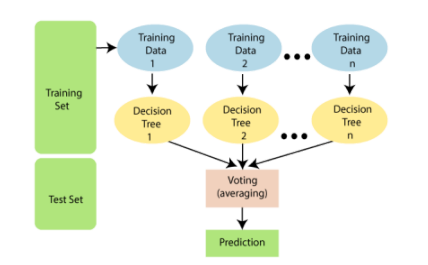 Training
Data
1
Training
Data
2
Training
Data
n
Training
Set
Decision
Tree
1
Decision
Tree
2
Decision
Tree
n
Test Set
Voting
(averaging)
Prediction